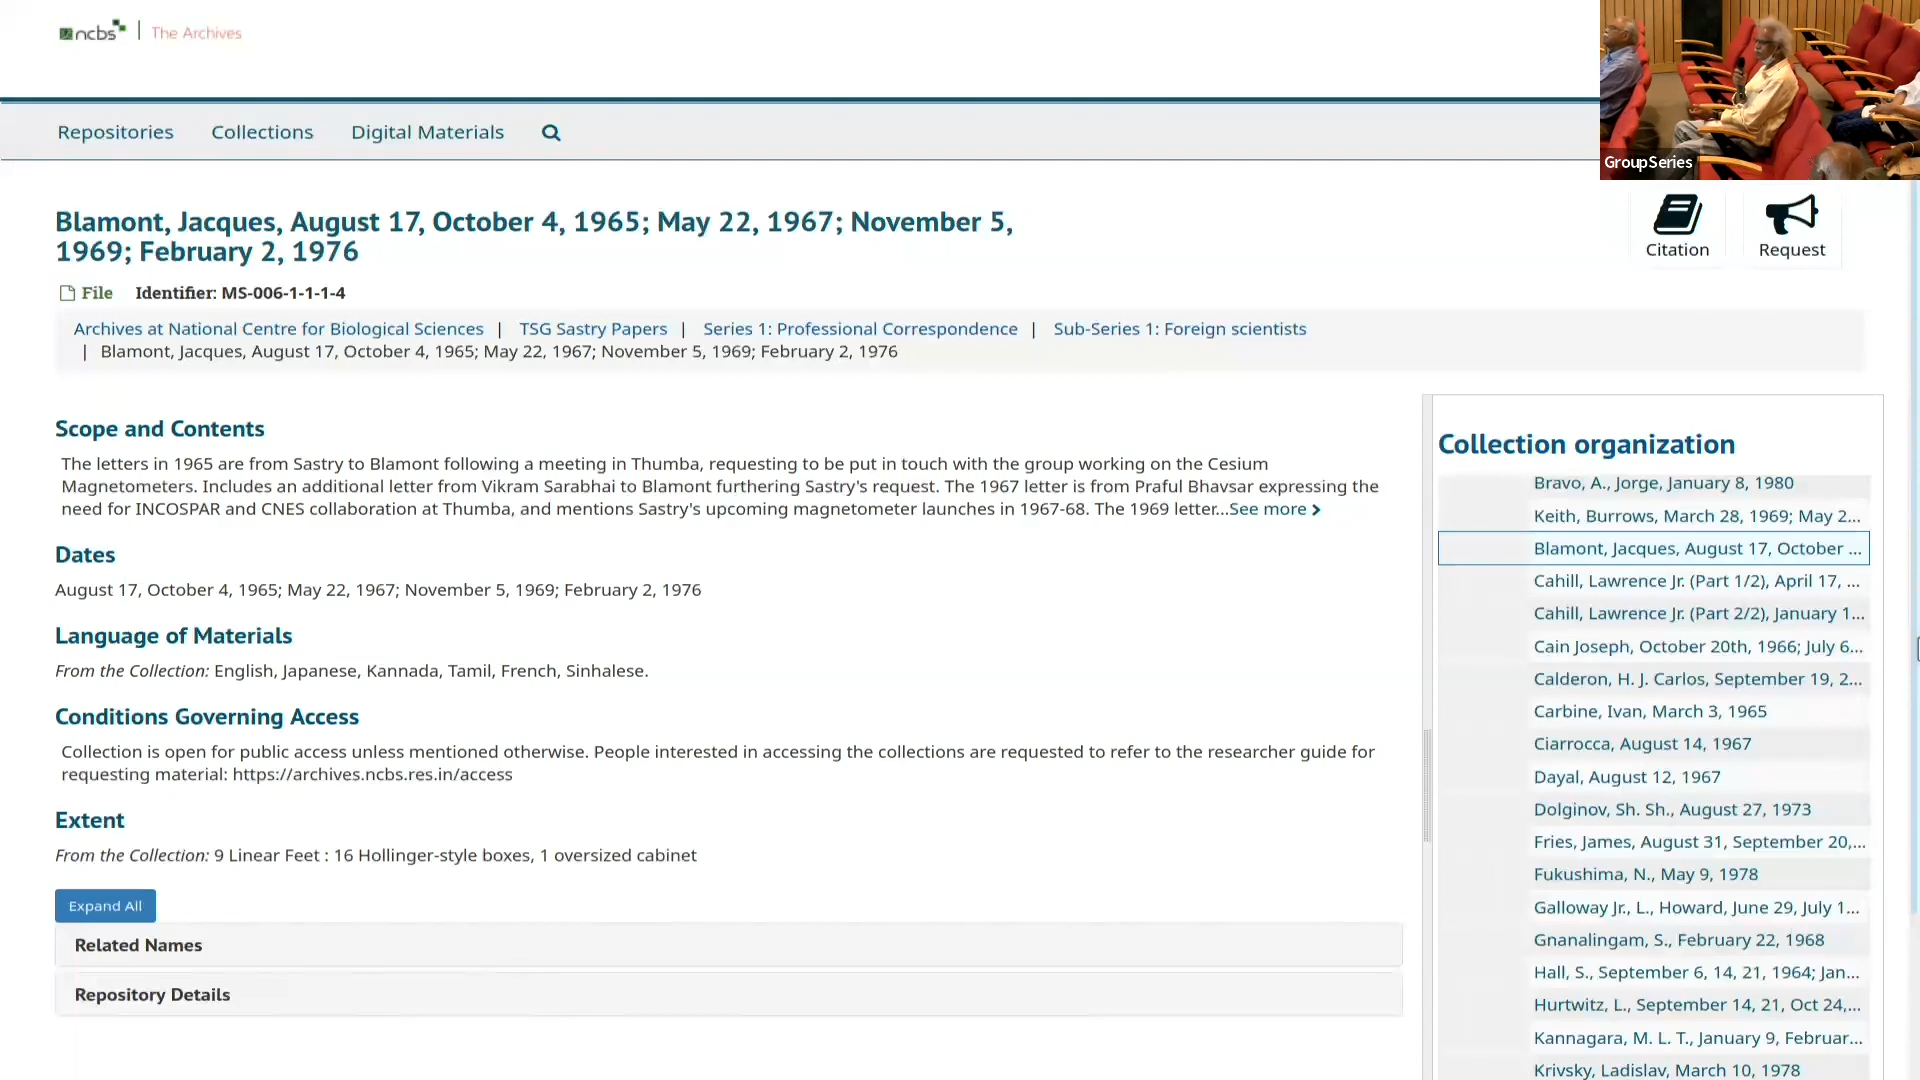 ncbs | The Archives
GroupSeries
Repositories Collections Digital Materials
Blamont, Jacques, August 17, October 4, 1965; May 22, 1967; November 5,
1969; February 2, 1976
Citation Request
File Identifier: MS-006-1-1-1-4
Archives at National Centre for Biological Sciences | TSG Sastry Papers | Series 1: Professional Correspondence | Sub-Series 1: Foreign scientists
| Blamont, Jacques, August 17, October 4, 1965; May 22, 1967; November 5, 1969; February 2, 1976
Scope and Contents
The letters in 1965 are from Sastry to Blamont following a meeting in Thumba, requesting to be put in touch with the group working on the Cesium
Magnetometers. Includes an additional letter from Vikram Sarabhai to Blamont furthering Sastry's request. The 1967 letter is from Praful Bhavsar expressing the
need for INCOSPAR and CNES collaboration at Thumba, and mentions Sastry's upcoming magnetometer launches in 1967-68. The 1969 letter...See more
Dates
August 17, October 4, 1965; May 22, 1967; November 5, 1969; February 2, 1976
Language of Materials
From the Collection: English, Japanese, Kannada, Tamil, French, Sinhalese.
Conditions Governing Access
Collection is open for public access unless mentioned otherwise. People interested in accessing the collections are requested to refer to the researcher guide for
requesting material: https://archives.ncbs.res.in/access
Extent
From the Collection: 9 Linear Feet : 16 Hollinger-style boxes, 1 oversized cabinet
Expand All
Related Names
Repository Details
Collection organization
Bravo, A., Jorge, January 8, 1980
Keith, Burrows, March 28, 1969; May 2...
Blamont, Jacques, August 17, October ...
Cahill, Lawrence Jr. (Part 1/2), April 17, ...
Cahill, Lawrence Jr. (Part 2/2), January 1...
Cain Joseph, October 20th, 1966; July 6...
Calderon, H. J. Carlos, September 19, 2...
Carbine, Ivan, March 3, 1965
Ciarrocca, August 14, 1967
Dayal, August 12, 1967
Dolginov, Sh. Sh., August 27, 1973
Fries, James, August 31, September 20,...
Fukushima, N., May 9, 1978
Galloway Jr., L., Howard, June 29, July 1...
Gnanalingam, S., February 22, 1968
Hall, S., September 6, 14, 21, 1964; Jan...
Hurtwitz, L., September 14, 21, Oct 24,...
Kannagara, M. L. T., January 9, Februar...
Krivsky, Ladislav, March 10, 1978